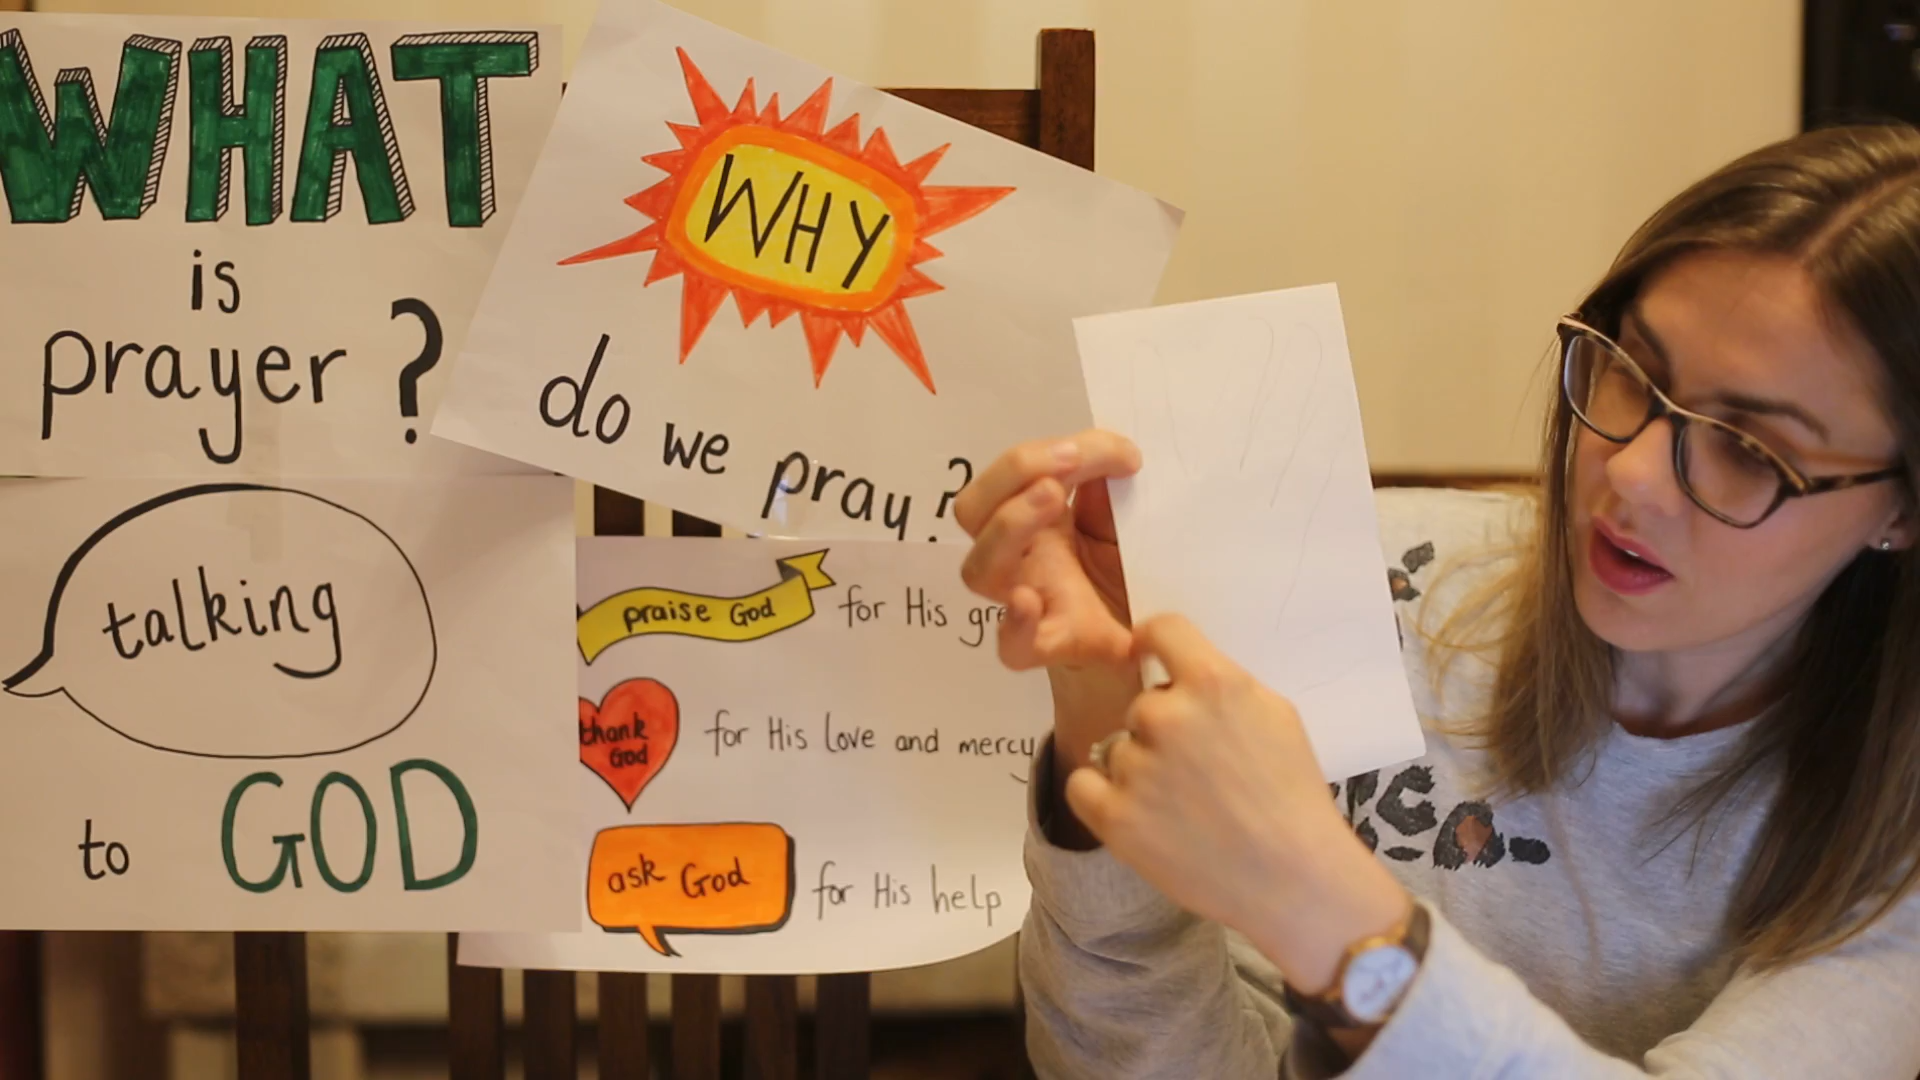 WHAT
is
prayer?
talking
to GOD
WHY
do we pray?
praise God for His
thank
God
for His love and mercy
ask God for His help